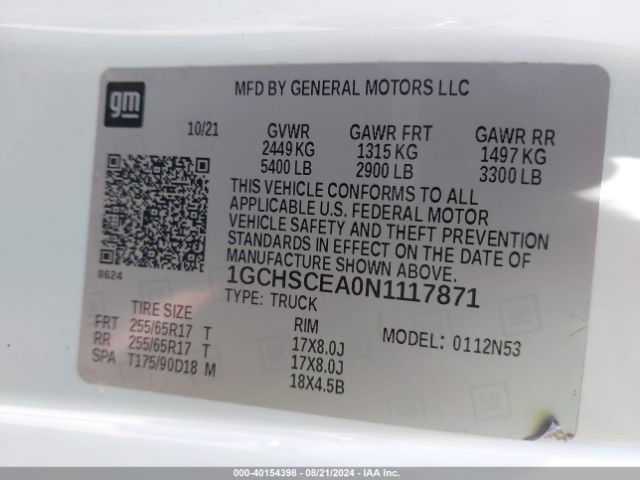 gm
MFD BY GENERAL MOTORS LLC
10/21 GVWR GAWR FRT GAWR RR
2449 KG 1315 KG 1497 KG
5400 LB 2900 LB 3300 LB
THIS VEHICLE CONFORMS TO ALL
APPLICABLE U.S. FEDERAL MOTOR
VEHICLE SAFETY AND THEFT PREVENTION
STANDARDS IN EFFECT ON THE DATE OF
MANUFACTURE SHOWN ABOVE.
8624
1GCHSCEA0N1117871
TYPE: TRUCK
TIRE SIZE RIM MODEL: 0112N53
FRT 255/65R17 T 17X8.0J
RR 255/65R17 T 17X8.0J
SPA T175/90D18 M 18X4.5B
000-40154398 - 08/21/2024 - IAA Inc.